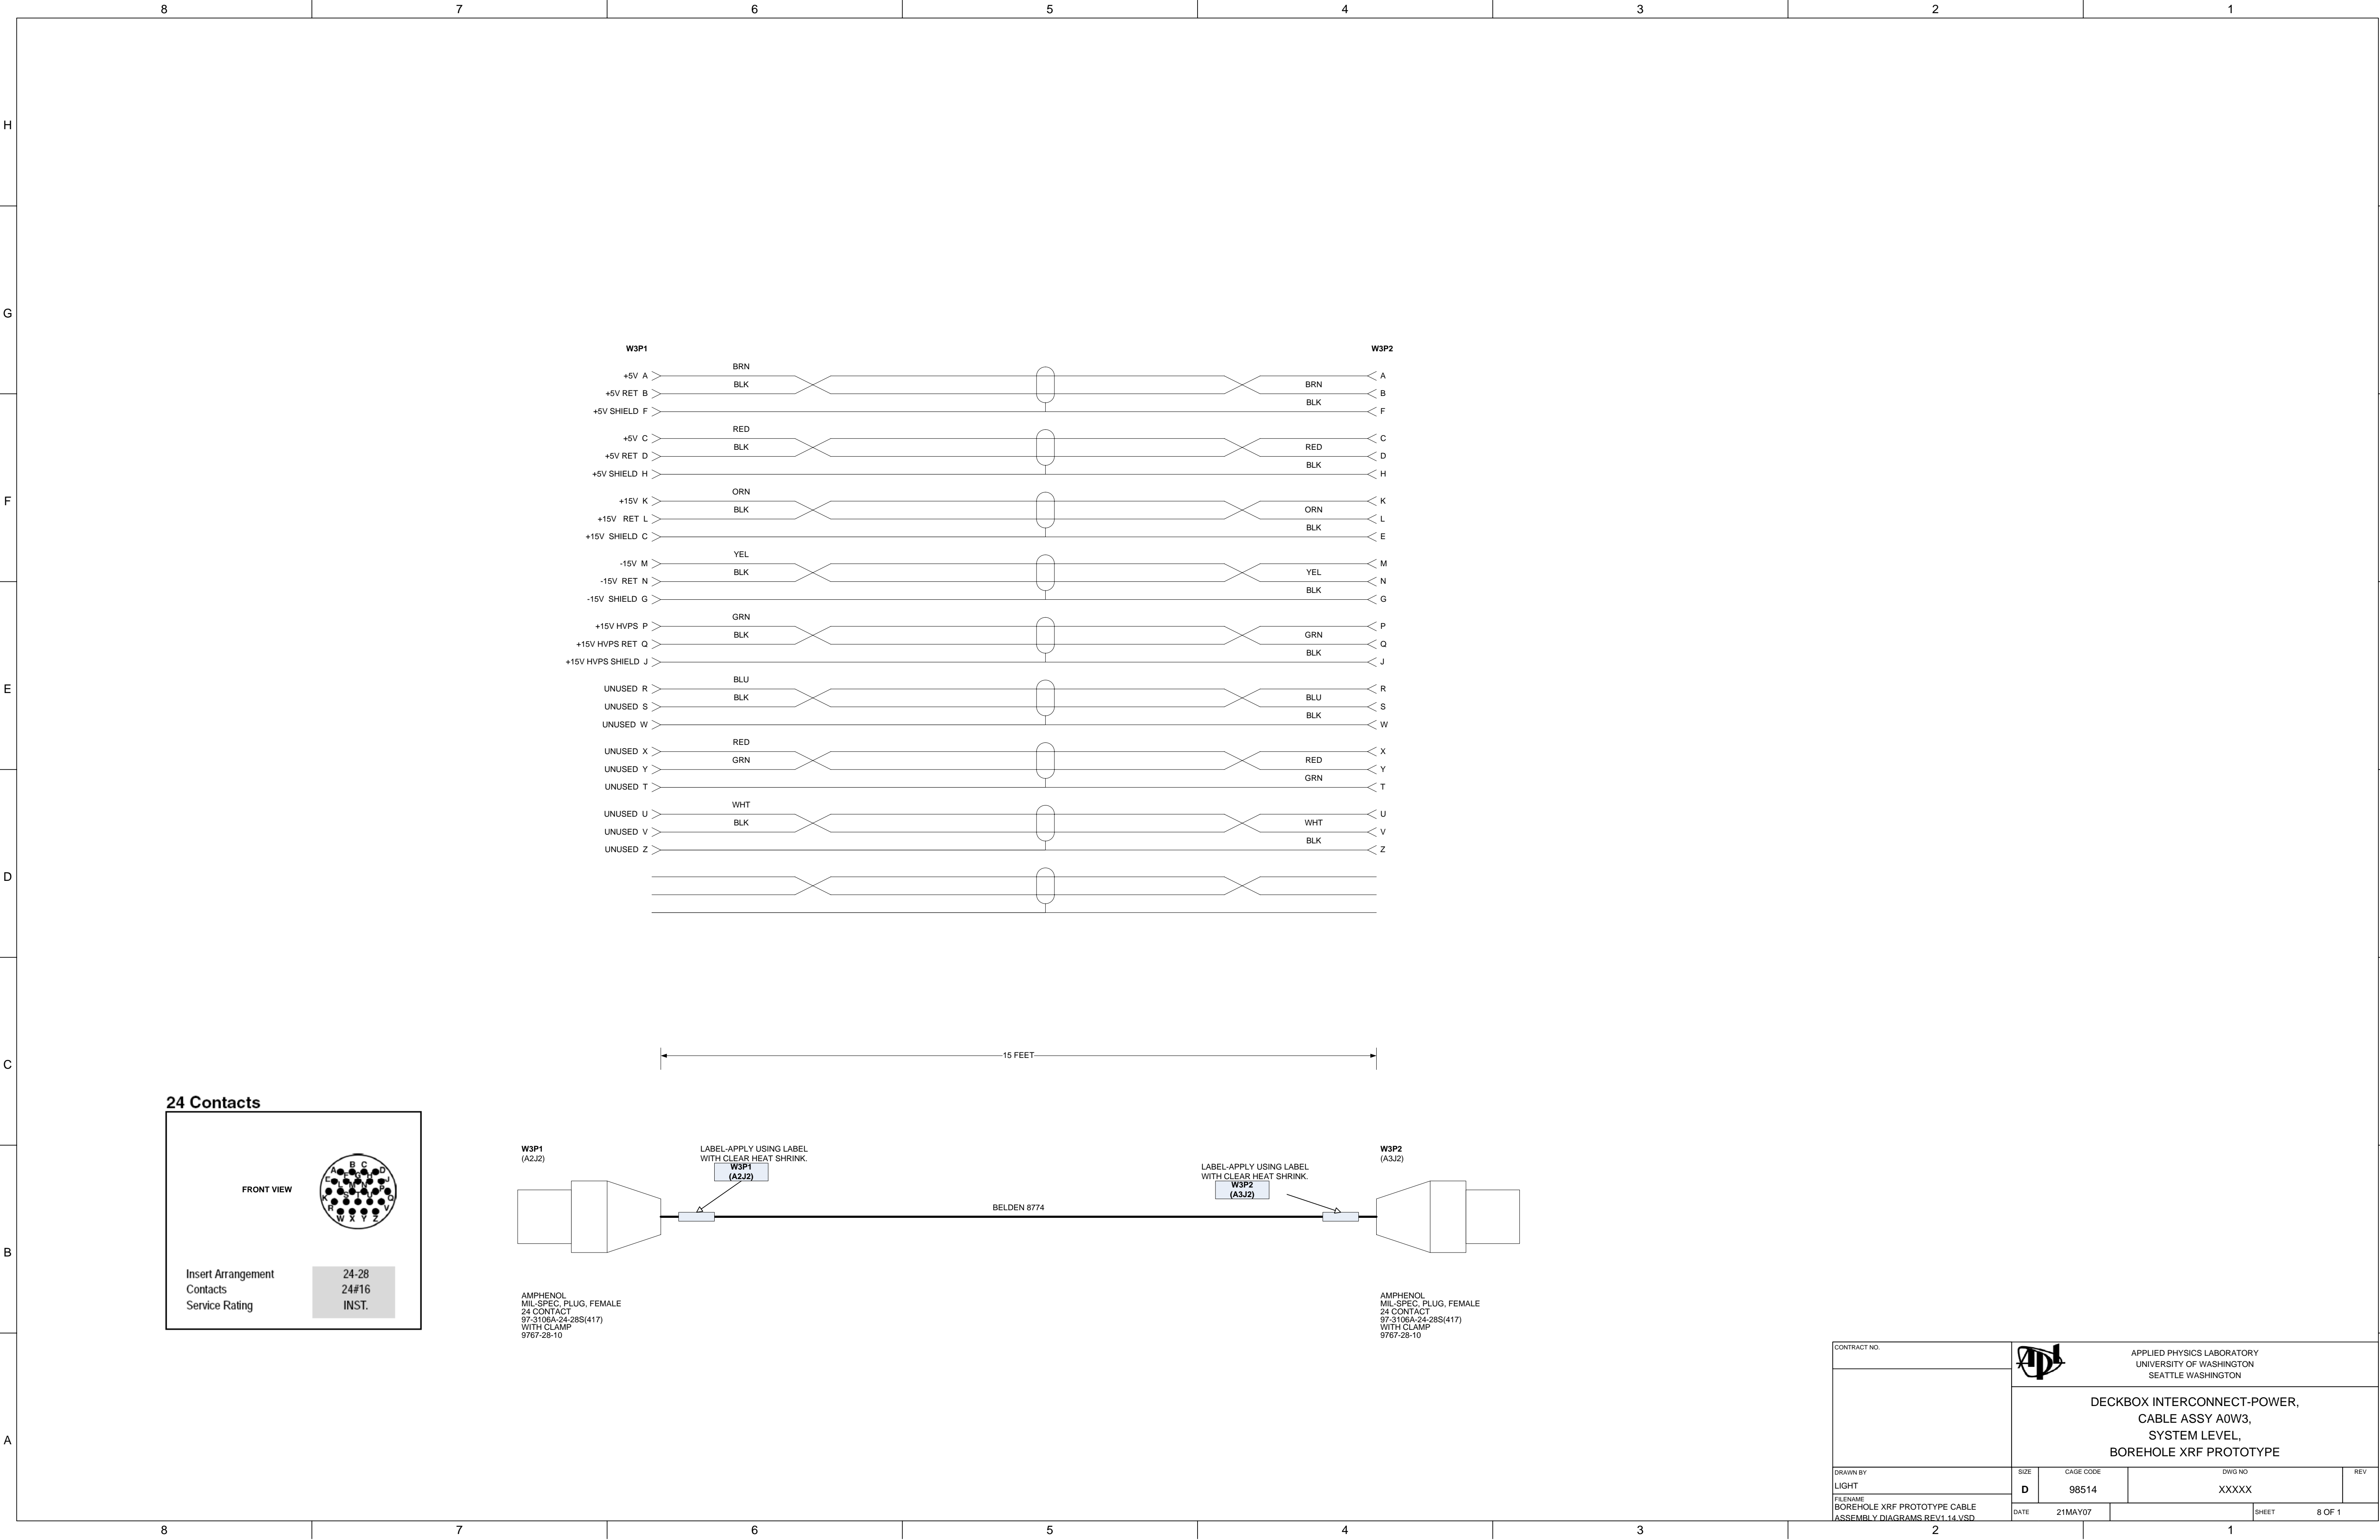 8 7 6 5 4 3 2 1
H
G
F
E
D
C
B
A
W3P1 W3P2
BRN
+5V A A
BLK BRN
+5V RET B B
BLK
+5V SHIELD F F
RED
+5V C C
BLK RED
+5V RET D D
BLK
+5V SHIELD H H
ORN
+15V K K
BLK ORN
+15V RET L L
BLK
+15V SHIELD C E
YEL
-15V M M
BLK YEL
-15V RET N N
BLK
-15V SHIELD G G
GRN
+15V HVPS P P
BLK GRN
+15V HVPS RET Q Q
BLK
+15V HVPS SHIELD J J
BLU
UNUSED R R
BLK BLU
UNUSED S S
BLK
UNUSED W W
RED
UNUSED X X
GRN RED
UNUSED Y Y
GRN
UNUSED T T
WHT
UNUSED U U
BLK WHT
UNUSED V V
BLK
UNUSED Z Z
15 FEET
24 Contacts
FRONT VIEW
A B C D
E F G H J
K L M N P Q
R S T U V
W X Y Z
Insert Arrangement 24-28
Contacts 24#16
Service Rating INST.
W3P1
(A2J2)
LABEL-APPLY USING LABEL
WITH CLEAR HEAT SHRINK.
W3P1
(A2J2)
BELDEN 8774
LABEL-APPLY USING LABEL
WITH CLEAR HEAT SHRINK.
W3P2
(A3J2)
W3P2
(A3J2)
AMPHENOL
MIL-SPEC, PLUG, FEMALE
24 CONTACT
97-3106A-24-28S(417)
WITH CLAMP
9767-28-10
AMPHENOL
MIL-SPEC, PLUG, FEMALE
24 CONTACT
97-3106A-24-28S(417)
WITH CLAMP
9767-28-10
CONTRACT NO.
apl
APPLIED PHYSICS LABORATORY
UNIVERSITY OF WASHINGTON
SEATTLE WASHINGTON
DECKBOX INTERCONNECT-POWER,
CABLE ASSY A0W3,
SYSTEM LEVEL,
BOREHOLE XRF PROTOTYPE
DRAWN BY
LIGHT
FILENAME
BOREHOLE XRF PROTOTYPE CABLE
ASSEMBLY DIAGRAMS REV1.14.VSD
SIZE CAGE CODE DWG NO REV
D 98514 XXXXX
DATE 21MAY07 SHEET 8 OF 1
8 7 6 5 4 3 2 1